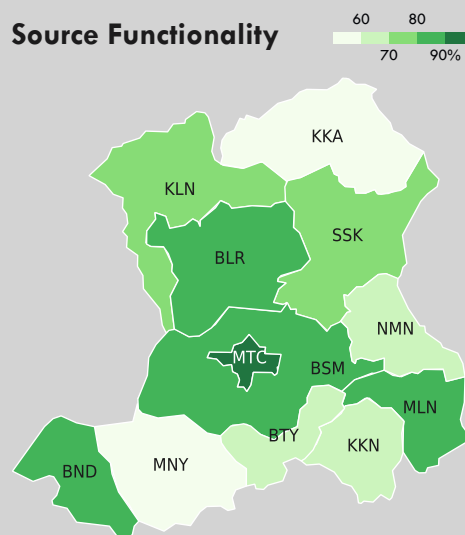 Source Functionality
60 80
70 90%
KKA
KLN
SSK
BLR
NMN
MTC
BSM
MLN
BTY
KKN
MNY
BND